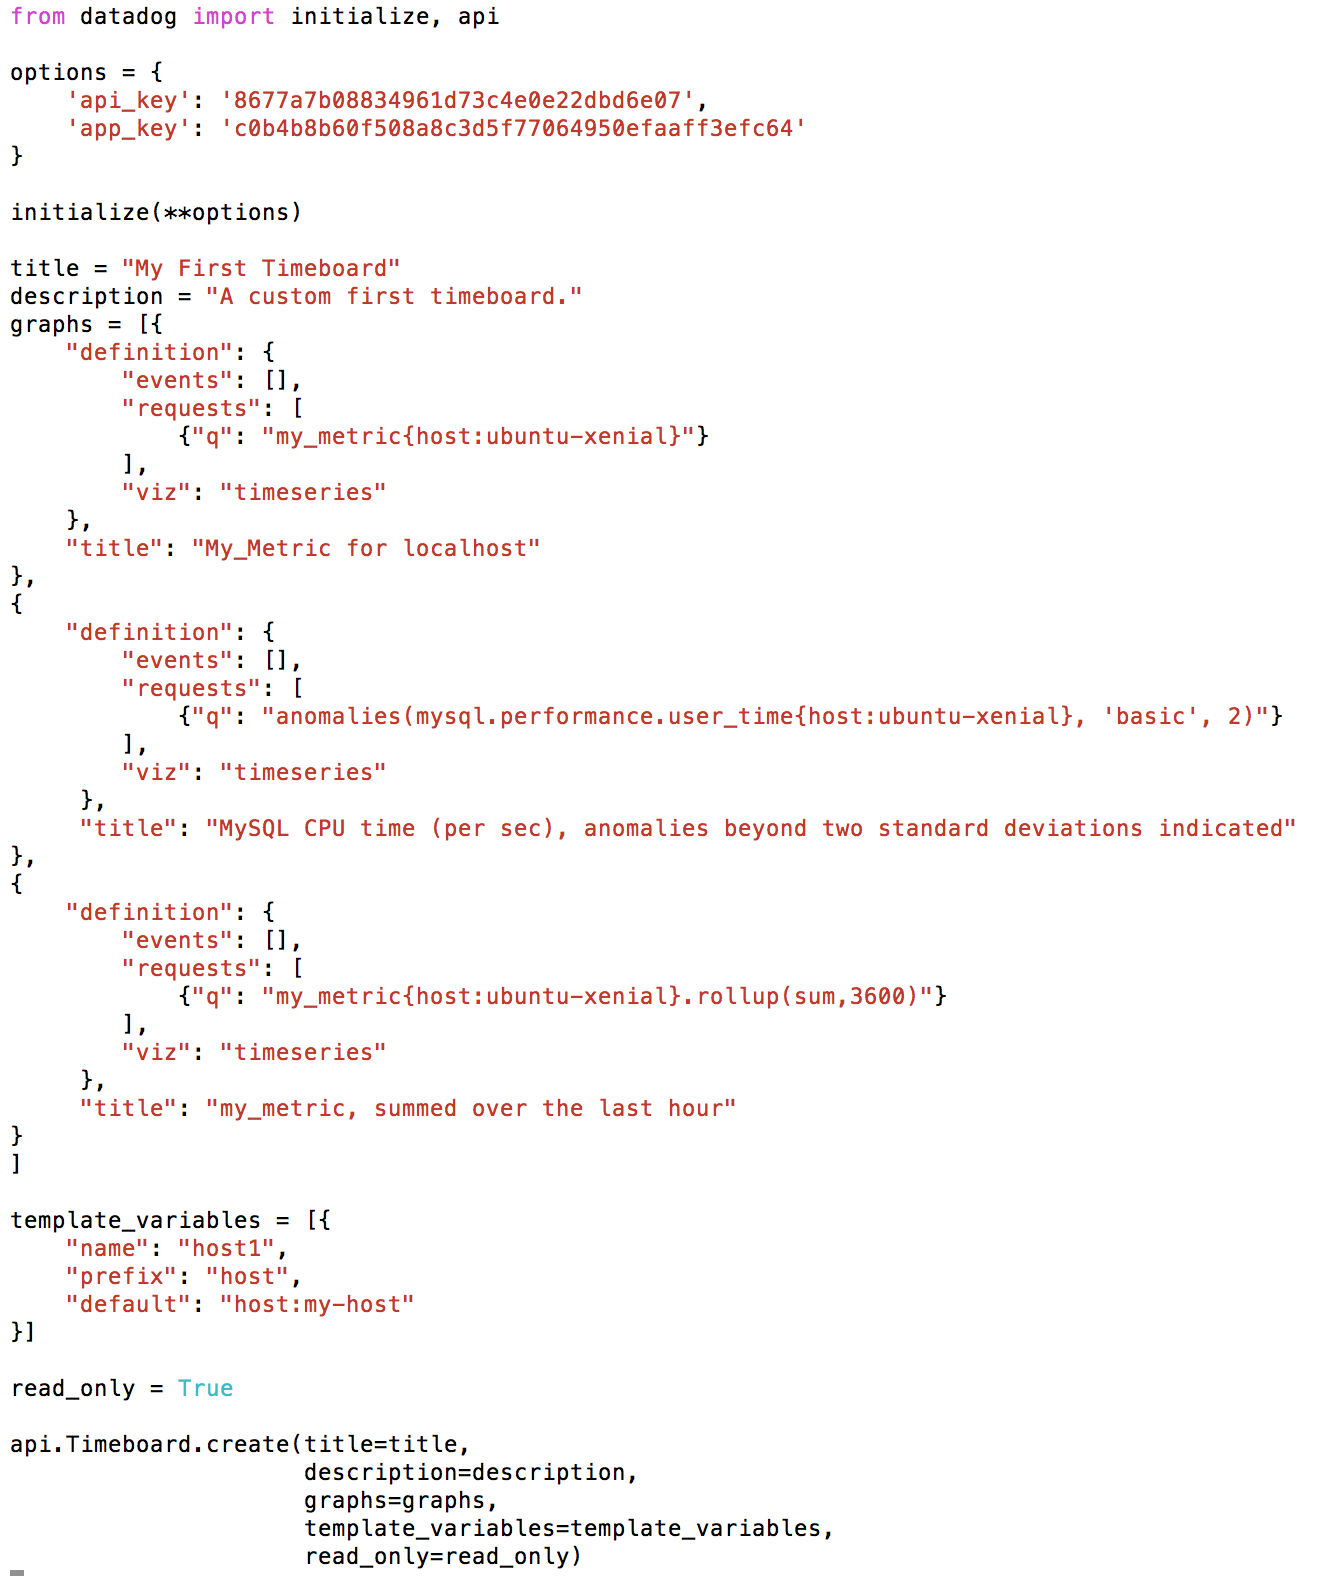 from datadog import initialize, api

options = {
    'api_key': '8677a7b08834961d73c4e0e22dbd6e07',
    'app_key': 'c0b4b8b60f508a8c3d5f77064950efaaff3efc64'
}

initialize(**options)

title = "My First Timeboard"
description = "A custom first timeboard."
graphs = [{
    "definition": {
        "events": [],
        "requests": [
            {"q": "my_metric{host:ubuntu-xenial}"}
        ],
        "viz": "timeseries"
    },
    "title": "My_Metric for localhost"
},
{
    "definition": {
        "events": [],
        "requests": [
            {"q": "anomalies(mysql.performance.user_time{host:ubuntu-xenial}, 'basic', 2)"}
        ],
        "viz": "timeseries"
     },
     "title": "MySQL CPU time (per sec), anomalies beyond two standard deviations indicated"
},
{
    "definition": {
        "events": [],
        "requests": [
            {"q": "my_metric{host:ubuntu-xenial}.rollup(sum,3600)"}
        ],
        "viz": "timeseries"
     },
     "title": "my_metric, summed over the last hour"
}
]

template_variables = [{
    "name": "host1",
    "prefix": "host",
    "default": "host:my-host"
}]

read_only = True

api.Timeboard.create(title=title,
                     description=description,
                     graphs=graphs,
                     template_variables=template_variables,
                     read_only=read_only)